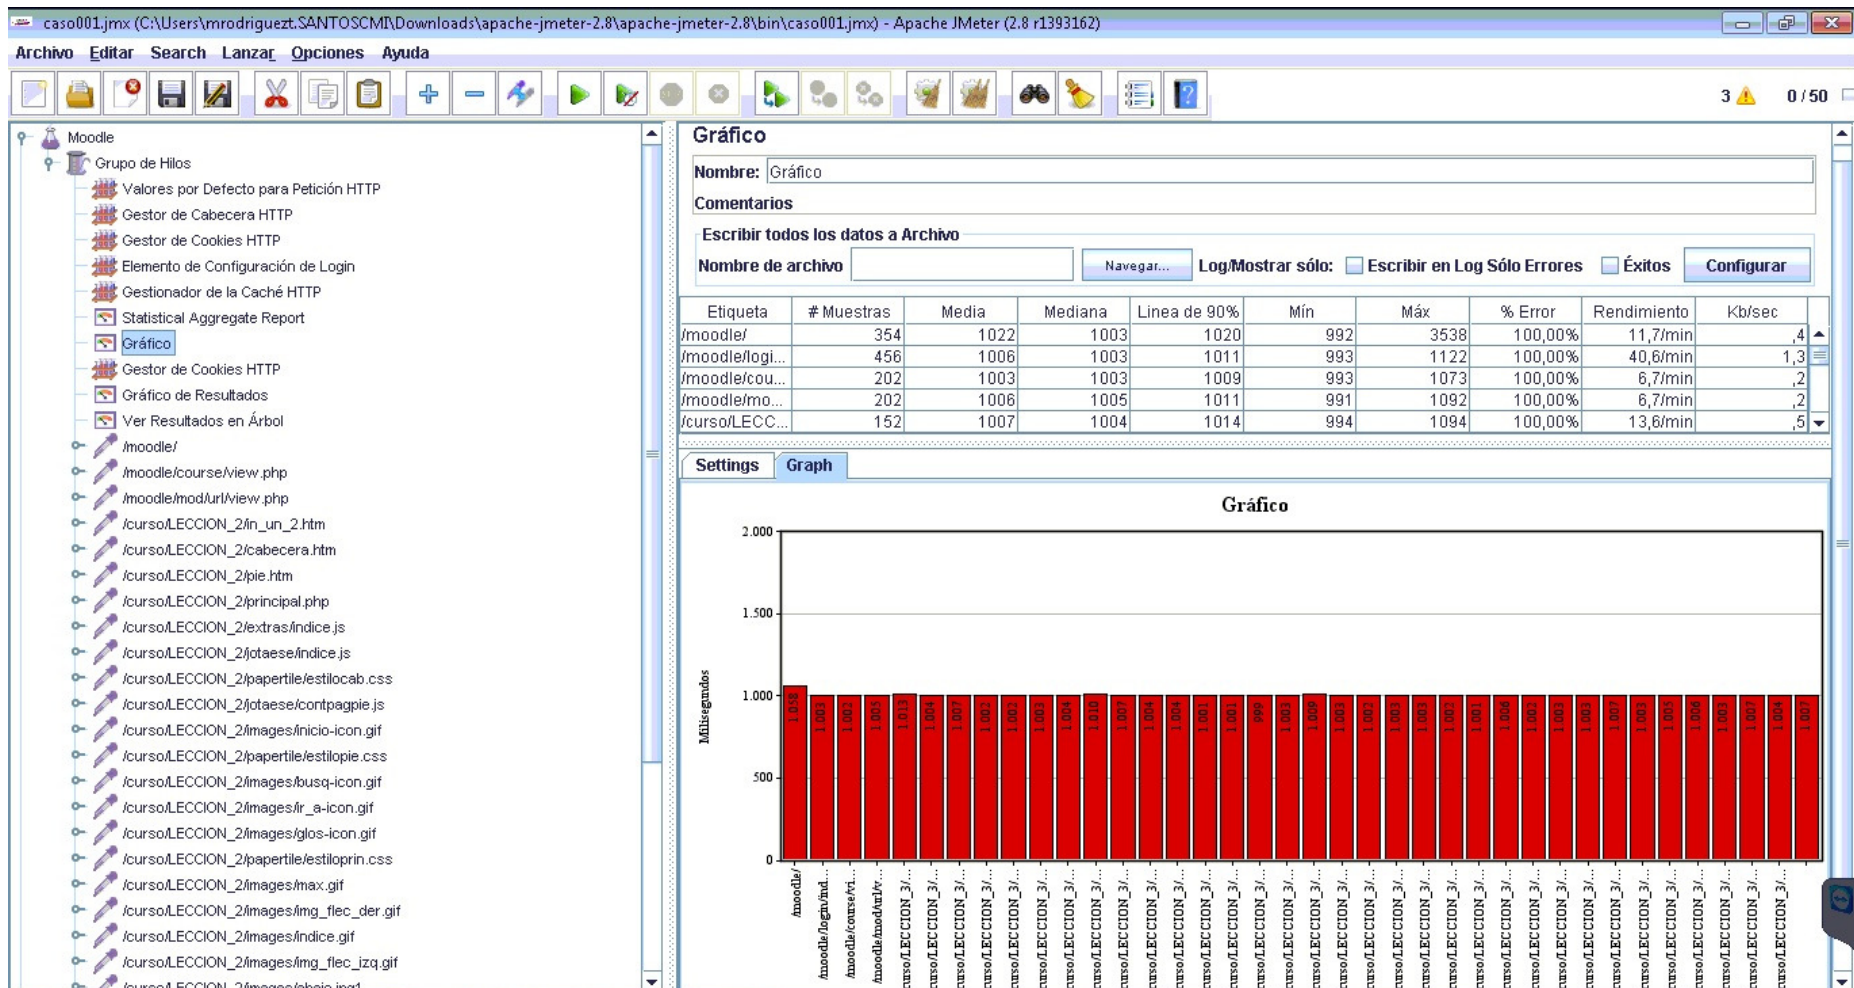 caso001.jmx (C:\Users\mrodriguezt.SANTOSCMI\Downloads\apache-jmeter-2.8\apache-jmeter-2.8\bin\caso001.jmx) - Apache JMeter (2.8 r1393162)
Archivo Editar Search Lanzar Opciones Ayuda
3 0 / 50
Moodle
Grupo de Hilos
Valores por Defecto para Petición HTTP
Gestor de Cabecera HTTP
Gestor de Cookies HTTP
Elemento de Configuración de Login
Gestionador de la Caché HTTP
Statistical Aggregate Report
Gráfico
Gestor de Cookies HTTP
Gráfico de Resultados
Ver Resultados en Árbol
/moodle/
/moodle/course/view.php
/moodle/mod/url/view.php
/curso/LECCION_2/in_un_2.htm
/curso/LECCION_2/cabecera.htm
/curso/LECCION_2/pie.htm
/curso/LECCION_2/principal.php
/curso/LECCION_2/extras/indice.js
/curso/LECCION_2/jotaese/indice.js
/curso/LECCION_2/papertile/estilocab.css
/curso/LECCION_2/jotaese/contpagpie.js
/curso/LECCION_2/images/inicio-icon.gif
/curso/LECCION_2/papertile/estilopie.css
/curso/LECCION_2/images/busq-icon.gif
/curso/LECCION_2/images/ir_a-icon.gif
/curso/LECCION_2/images/glos-icon.gif
/curso/LECCION_2/papertile/estiloprin.css
/curso/LECCION_2/images/max.gif
/curso/LECCION_2/images/img_flec_der.gif
/curso/LECCION_2/images/indice.gif
/curso/LECCION_2/images/img_flec_izq.gif
Gráfico
Nombre: Gráfico
Comentarios
Escribir todos los datos a Archivo
Nombre de archivo Navegar... Log/Mostrar sólo: Escribir en Log Sólo Errores Éxitos Configurar
Etiqueta # Muestras Media Mediana Linea de 90% Mín Máx % Error Rendimiento Kb/sec
/moodle/ 354 1022 1003 1020 992 3538 100,00% 11,7/min ,4
/moodle/logi... 456 1006 1003 1011 993 1122 100,00% 40,6/min 1,3
/moodle/cou... 202 1003 1003 1009 993 1073 100,00% 6,7/min ,2
/moodle/mo... 202 1006 1005 1011 991 1092 100,00% 6,7/min ,2
/curso/LECC... 152 1007 1004 1014 994 1094 100,00% 13,6/min ,5
Settings Graph
Gráfico
Milisegundos
2.000
1.500
1.000
500
0
1.058 1.003 1.002 1.005 1.013 1.004 1.007 1.002 1.002 1.003 1.004 1.010 1.007 1.004 1.004 1.001 1.001 999 1.003 1.009 1.003 1.002 1.003 1.003 1.002 1.001 1.006 1.002 1.003 1.003 1.007 1.003 1.005 1.006 1.003 1.007 1.004 1.007
/moodle/
/moodle/login/ind...
/moodle/course/vi...
/moodle/mod/url/v...